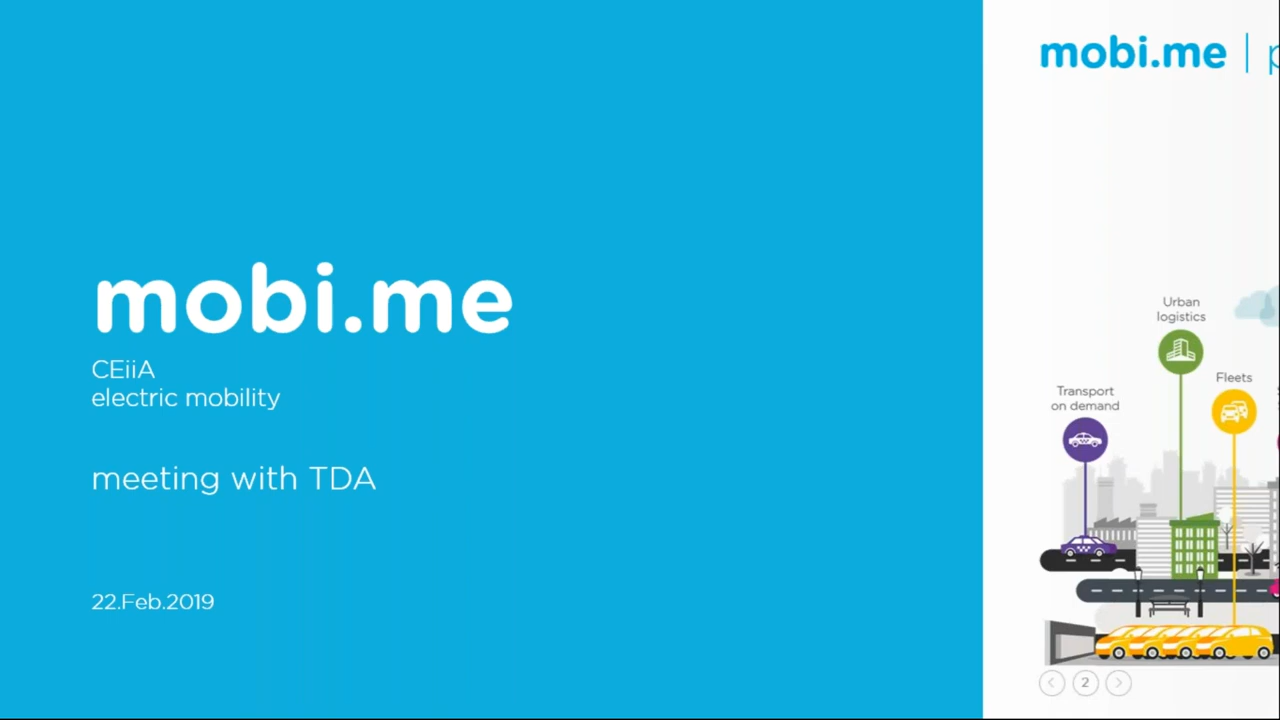 mobi.me
CEiiA
electric mobility
meeting with TDA
22.Feb.2019
mobi.me |
Urban
logistics
Fleets
Transport
on demand
2